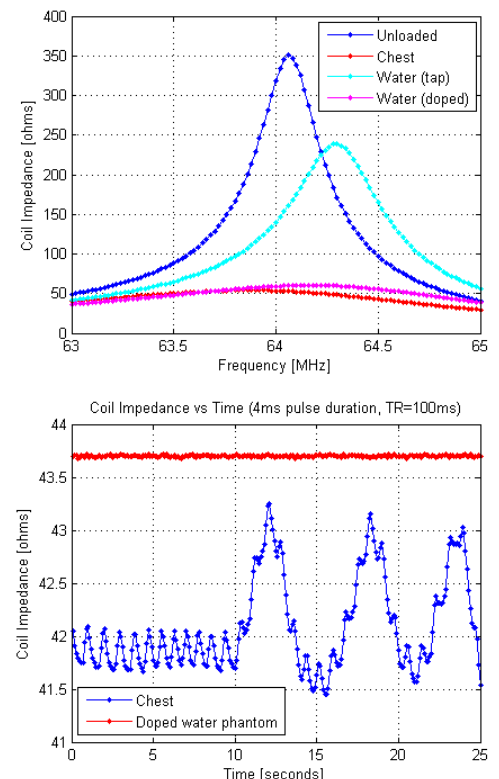 400
350
300
250
200
150
100
50
0
Coil Impedance [ohms]
Unloaded
Chest
Water (tap)
Water (doped)
63 63.5 64 64.5 65
Frequency [MHz]
Coil Impedance vs Time (4ms pulse duration, TR=100ms)
44
43.5
43
42.5
42
41.5
41
Coil Impedance [ohms]
Chest
Doped water phantom
0 5 10 15 20 25
Time [seconds]